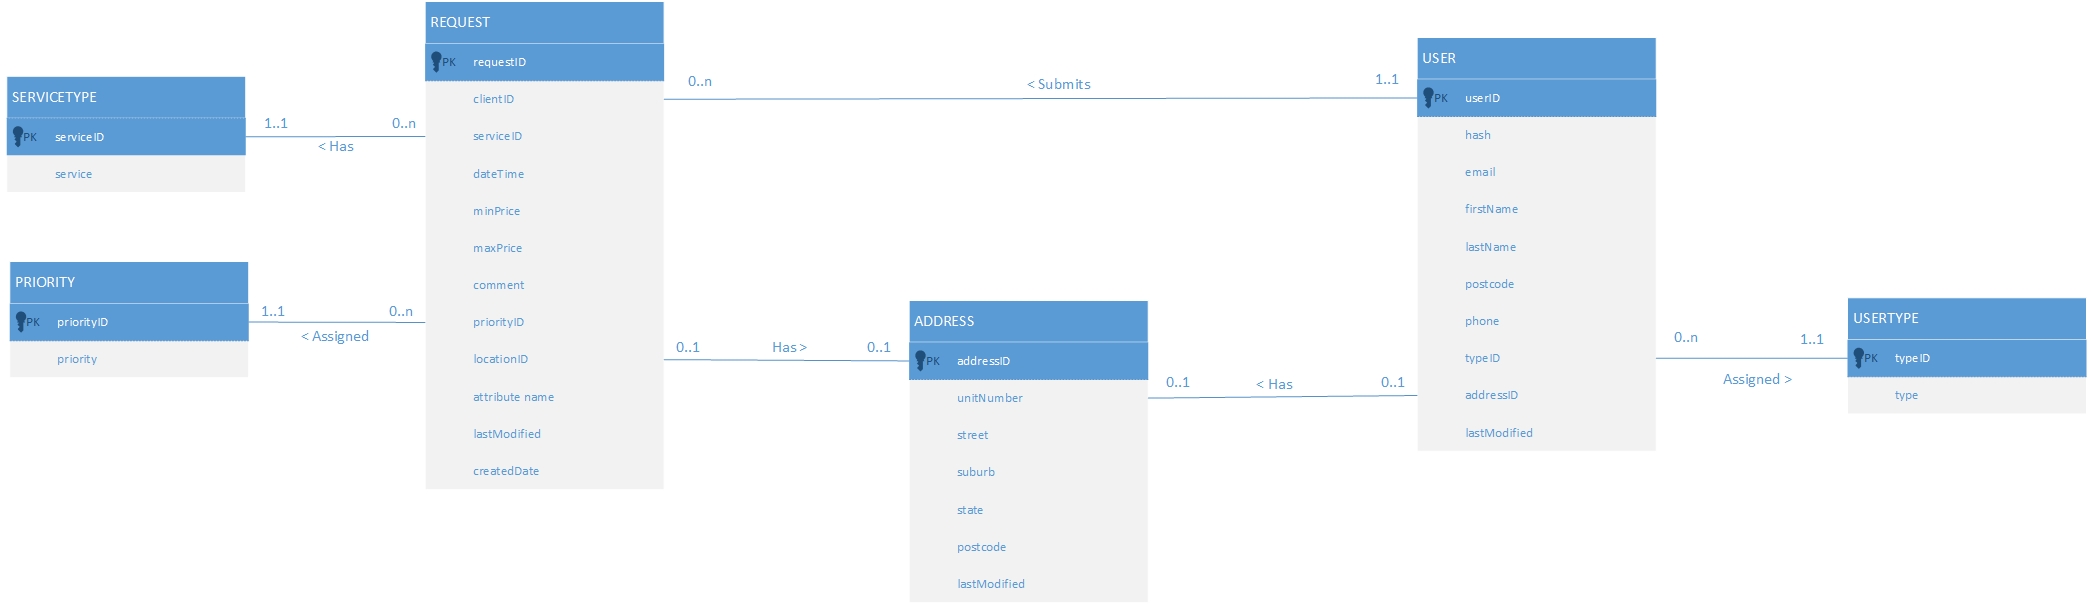 SERVICETYPE
PK serviceID
service
1..1
0..n
< Has
PRIORITY
PK priorityID
priority
1..1
0..n
< Assigned
REQUEST
PK requestID
clientID
serviceID
dateTime
minPrice
maxPrice
comment
priorityID
locationID
attribute name
lastModified
createdDate
0..n
< Submits
1..1
0..1
Has >
0..1
ADDRESS
PK addressID
unitNumber
street
suburb
state
postcode
lastModified
0..1
< Has
0..1
USER
PK userID
hash
email
firstName
lastName
postcode
phone
typeID
addressID
lastModified
0..n
1..1
Assigned >
USERTYPE
PK typeID
type